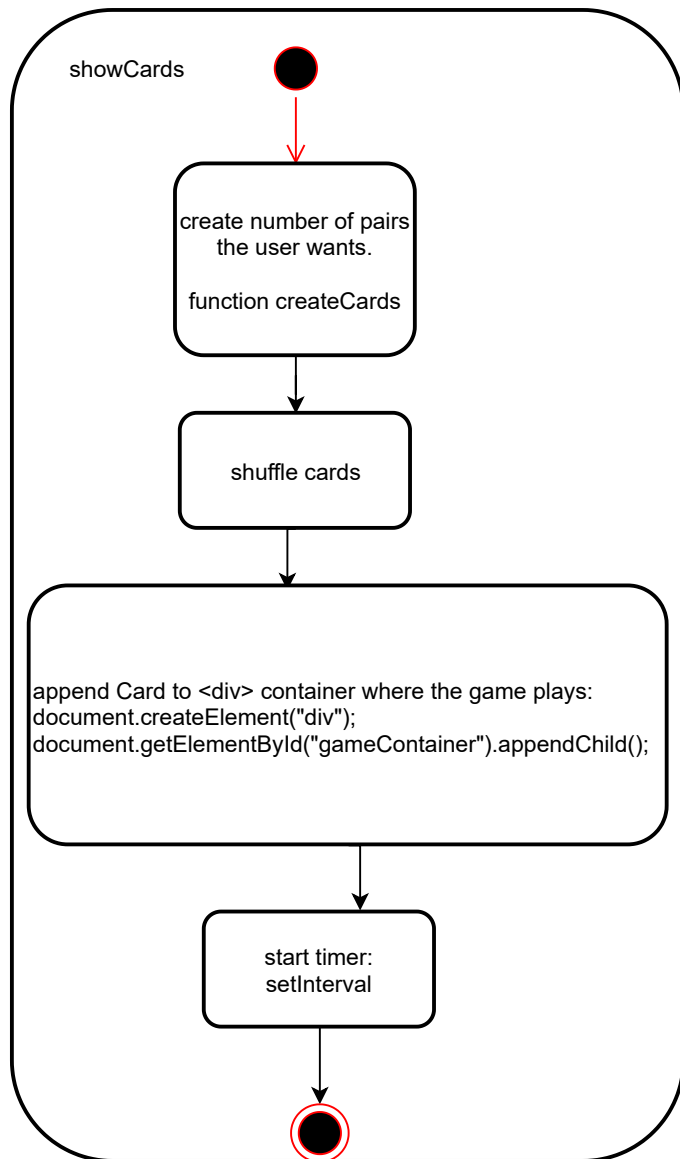 showCards
create number of pairs
the user wants.
function createCards
shuffle cards
append Card to <div> container where the game plays:
document.createElement("div");
document.getElementById("gameContainer").appendChild();
start timer:
setInterval